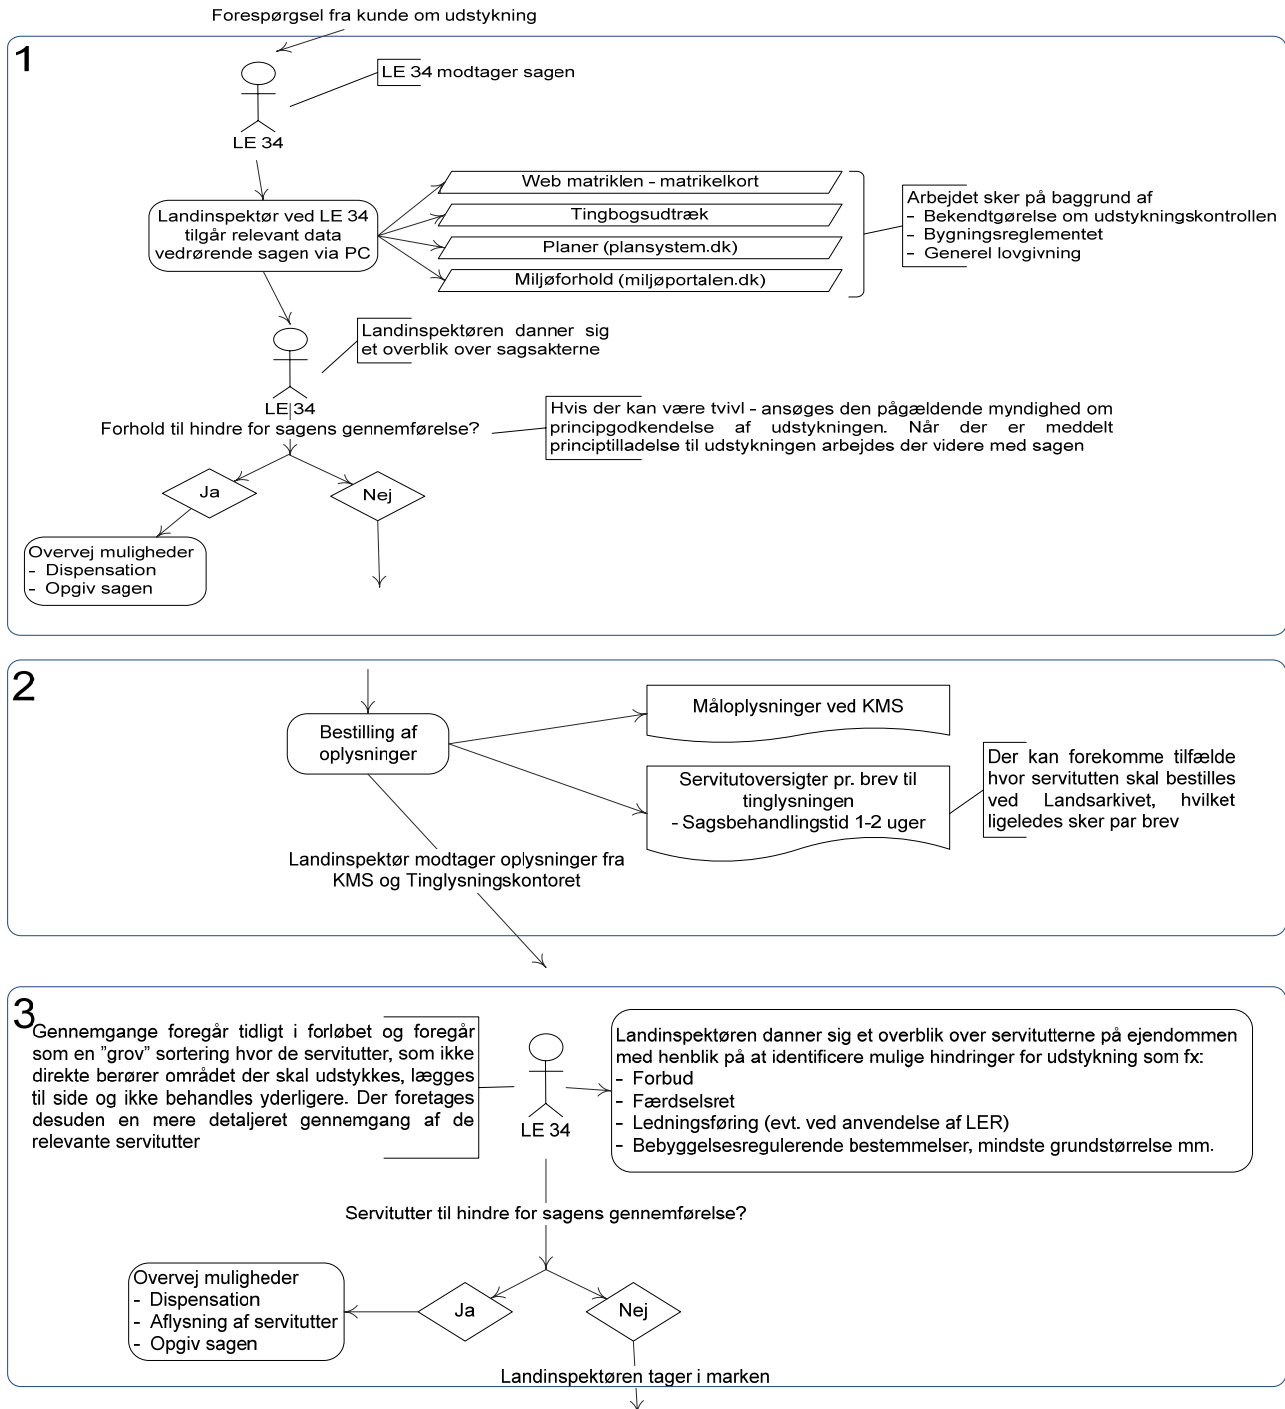 Forespørgsel fra kunde om udstykning
1
LE 34 modtager sagen
LE 34
Landinspektør ved LE 34
tilgår relevant data
vedrørende sagen via PC
Web matriklen - matrikelkort
Tingbogsudtræk
Planer (plansystem.dk)
Miljøforhold (miljøportalen.dk)
Arbejdet sker på baggrund af
- Bekendtgørelse om udstykningskontrollen
- Bygningsreglementet
- Generel lovgivning
Landinspektøren danner sig
et overblik over sagsakterne
LE 34
Forhold til hindre for sagens gennemførelse?
Hvis der kan være tvivl - ansøges den pågældende myndighed om
principgodkendelse af udstykningen. Når der er meddelt
principtilladelse til udstykningen arbejdes der videre med sagen
Ja
Nej
Overvej muligheder
- Dispensation
- Opgiv sagen
2
Bestilling af
oplysninger
Måloplysninger ved KMS
Servitutoversigter pr. brev til
tinglysningen
- Sagsbehandlingstid 1-2 uger
Der kan forekomme tilfælde
hvor servitutten skal bestilles
ved Landsarkivet, hvilket
ligeledes sker par brev
Landinspektør modtager oplysninger fra
KMS og Tinglysningskontoret
3
Gennemgange foregår tidligt i forløbet og foregår
som en ”grov” sortering hvor de servitutter, som ikke
direkte berører området der skal udstykkes, lægges
til side og ikke behandles yderligere. Der foretages
desuden en mere detaljeret gennemgang af de
relevante servitutter
LE 34
Landinspektøren danner sig et overblik over servitutterne på ejendommen
med henblik på at identificere mulige hindringer for udstykning som fx:
- Forbud
- Færdselsret
- Ledningsføring (evt. ved anvendelse af LER)
- Bebyggelsesregulerende bestemmelser, mindste grundstørrelse mm.
Servitutter til hindre for sagens gennemførelse?
Overvej muligheder
- Dispensation
- Aflysning af servitutter
- Opgiv sagen
Ja
Nej
Landinspektøren tager i marken